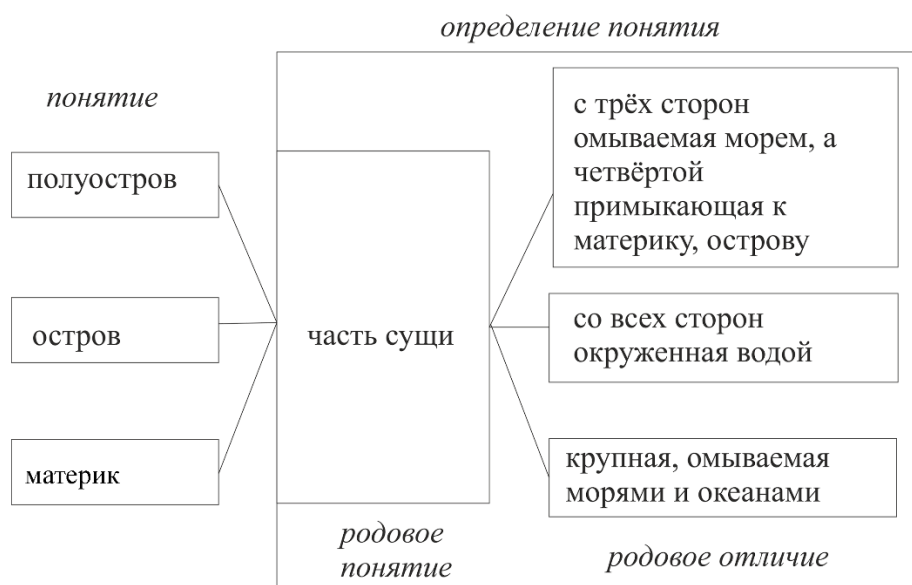 определение понятия
понятие
полуостров
остров
материк
часть сущи
с трёх сторон
омываемая морем, а
четвёртой
примыкающая к
материку, острову
со всех сторон
окруженная водой
крупная, омываемая
морями и океанами
родовое
понятие
родовое отличие